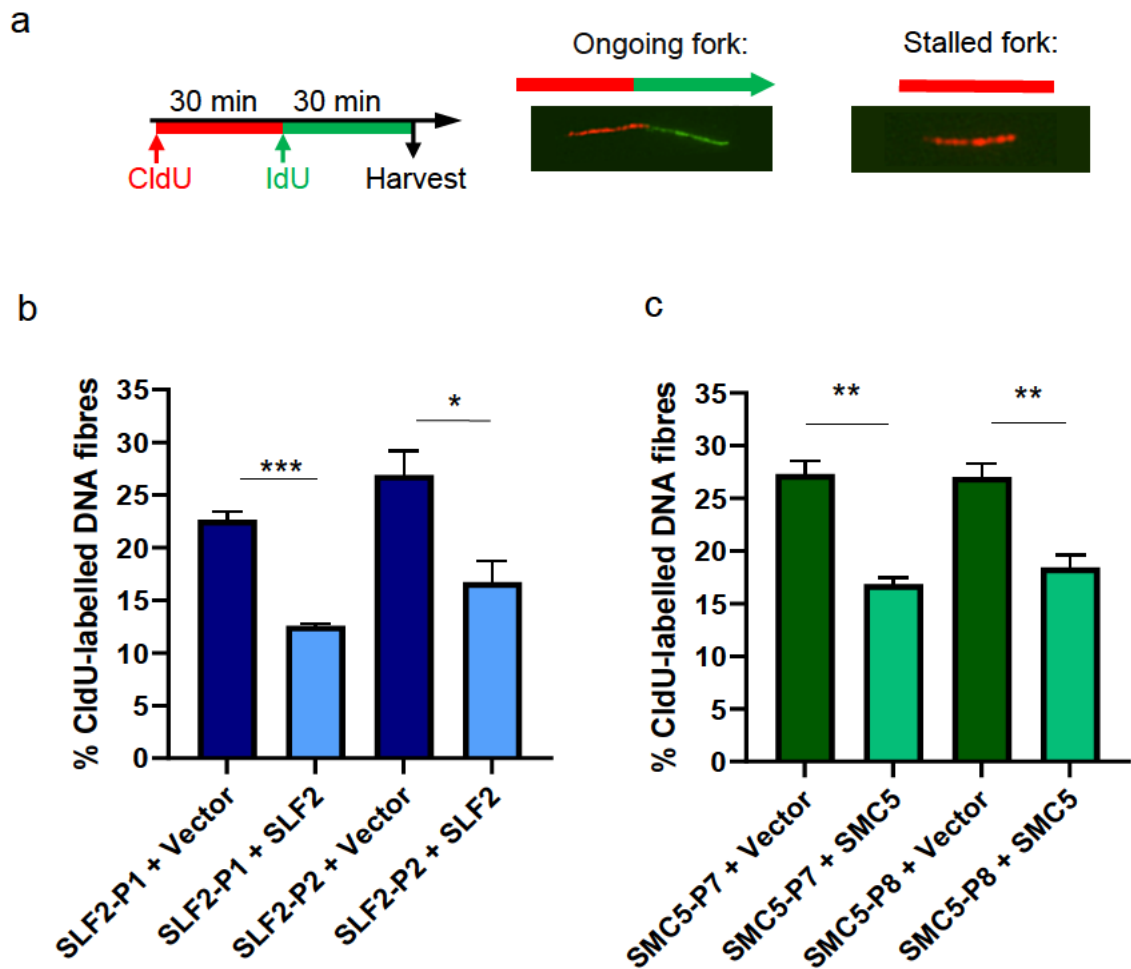 a
Ongoing fork:
Stalled fork:
30 min 30 min
CldU IdU Harvest
b
% CldU-labelled DNA fibres
35
30
25
20
15
10
5
0
***
*
SLF2-P1 + Vector
SLF2-P1 + SLF2
SLF2-P2 + Vector
SLF2-P2 + SLF2
c
% CldU-labelled DNA fibres
35
30
25
20
15
10
5
0
**
**
SMC5-P7 + Vector
SMC5-P7 + SMC5
SMC5-P8 + Vector
SMC5-P8 + SMC5